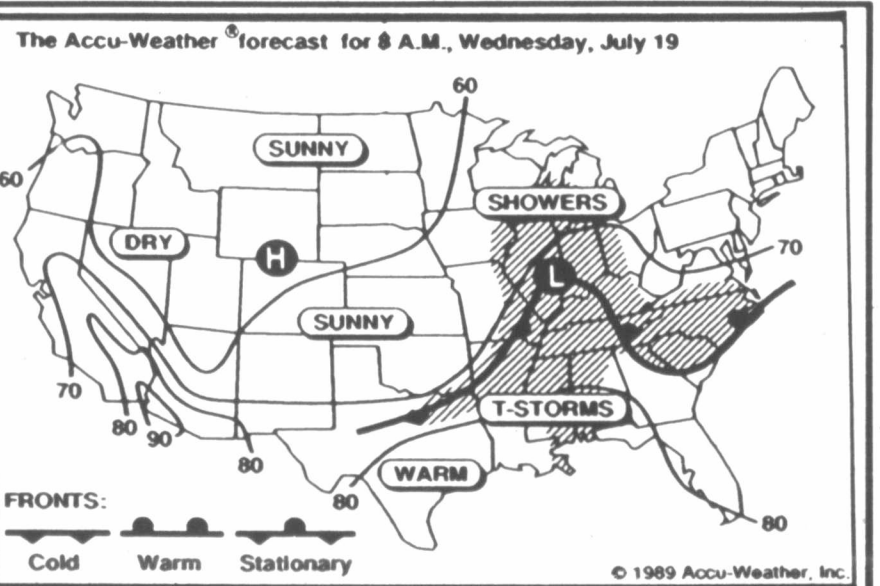 The Accu-Weather ® forecast for 8 A.M., Wednesday, July 19
60
SUNNY
60
SHOWERS
DRY
H
L
70
SUNNY
70
80
90
80
T-STORMS
WARM
80
80
FRONTS:
Cold Warm Stationary
© 1989 Accu-Weather, Inc.